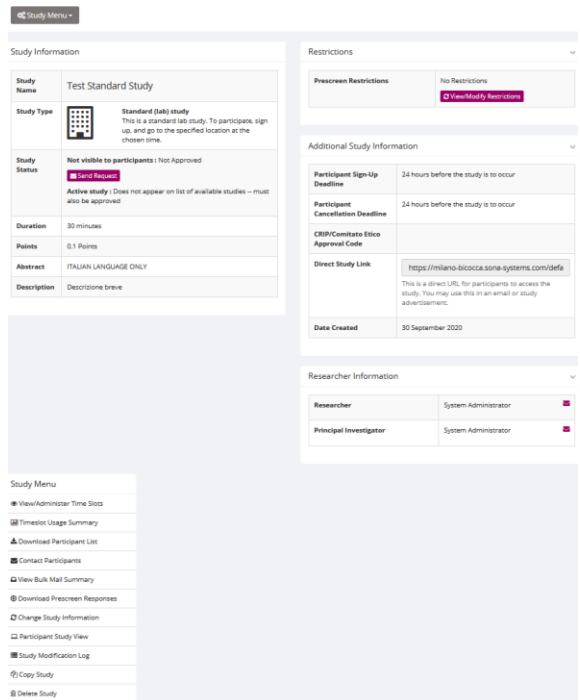 Study Menu
Study Information
Study Name
Test Standard Study
Study Type
Standard (lab) study
This is a standard lab study. To participate, sign
up, and go to the specified location at the
chosen time.
Study Status
Not visible to participants : Not Approved
Send Request
Active study : Does not appear on list of available studies -- must
also be approved
Duration
30 minutes
Points
0.1 Points
Abstract
ITALIAN LANGUAGE ONLY
Description
Descrizione breve
Restrictions
Prescreen Restrictions
No Restrictions
View/Modify Restrictions
Additional Study Information
Participant Sign-Up
Deadline
24 hours before the study is to occur
Participant
Cancellation Deadline
24 hours before the study is to occur
CRIP/Comitato Etico
Approval Code
Direct Study Link
https://milano-bicocca.sona-systems.com/defa
This is a direct URL for participants to access the
study. You may use this in an email or study
advertisement.
Date Created
30 September 2020
Researcher Information
Researcher
System Administrator
Principal Investigator
System Administrator
Study Menu
View/Administer Time Slots
Timeslot Usage Summary
Download Participant List
Contact Participants
View Bulk Mail Summary
Download Prescreen Responses
Change Study Information
Participant Study View
Study Modification Log
Copy Study
Delete Study